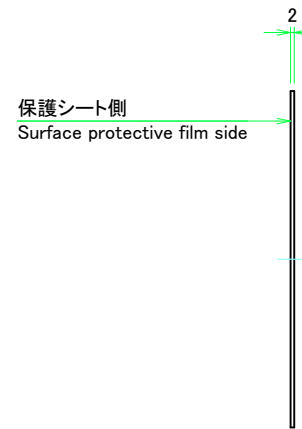 2
保護シート側
Surface protective film side